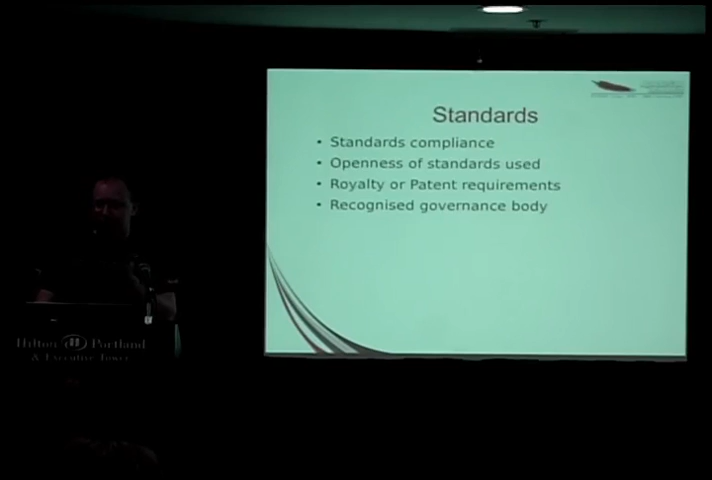 Standards
• Standards compliance
• Openness of standards used
• Royalty or Patent requirements
• Recognised governance body
Hilton Portland
& Executive Tower